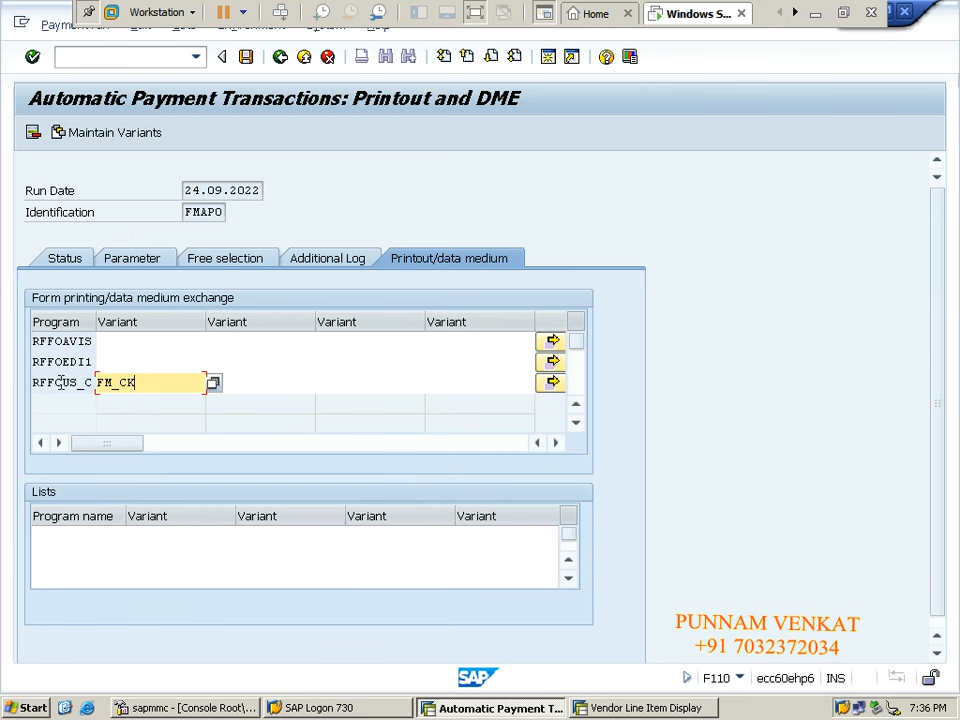 Workstation
Home
Windows S...
Automatic Payment Transactions: Printout and DME
Maintain Variants
Run Date 24.09.2022
Identification FMAPO
Status Parameter Free selection Additional Log Printout/data medium
Form printing/data medium exchange
Program Variant Variant Variant Variant
RFFOAVIS
RFFOEDI1
RFFOUS_C FM_CK
Lists
Program name Variant Variant Variant Variant
PUNNAM VENKAT
+91 7032372034
SAP F110 ecc60ehp6 INS
Start sapmmc - [Console Root\... SAP Logon 730 Automatic Payment T... Vendor Line Item Display 7:36 PM